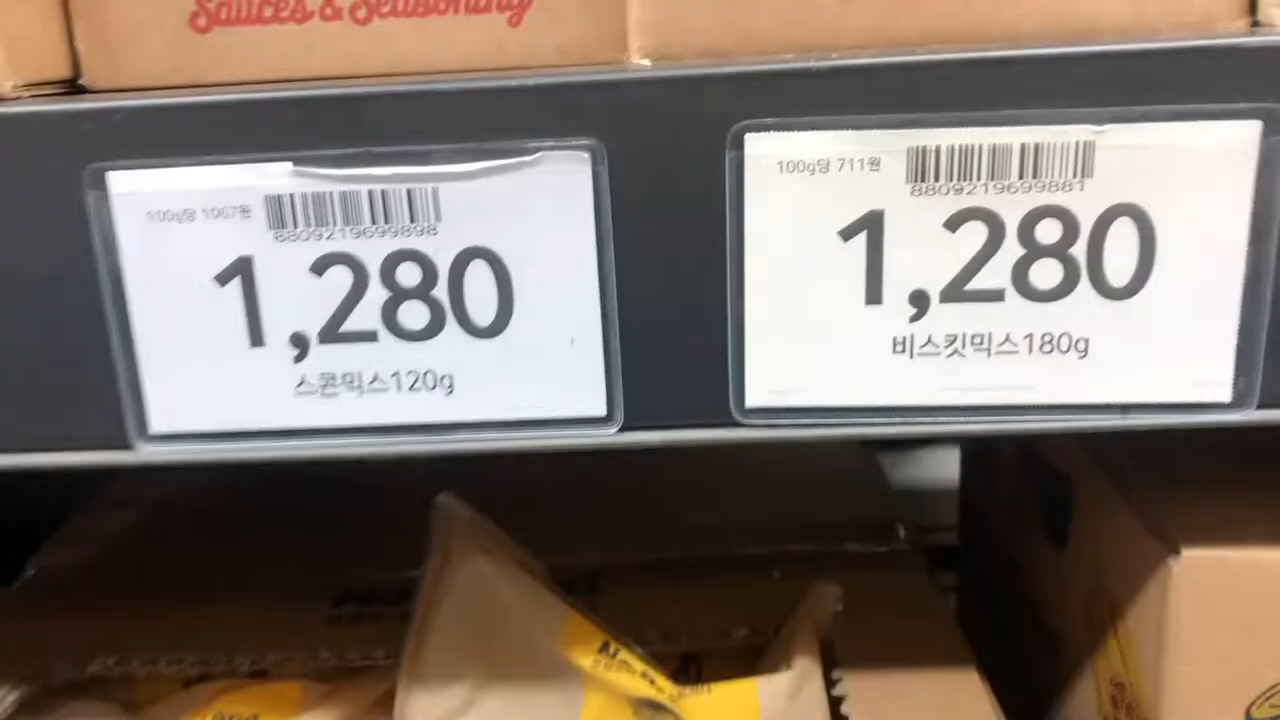 Sauces & Seasoning
100g당 1067원
8809219699898
1,280
스콘믹스120g
100g당 711원
8809219699881
1,280
비스킷믹스180g